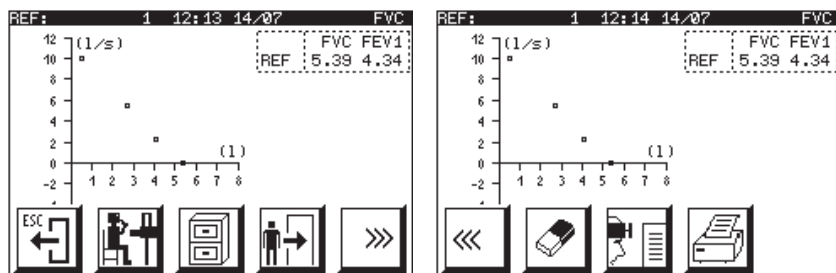 REF: 1 12:13 14/07 FVC
12 (l/s)
FVC FEV1
10
REF 5.39 4.34
8
6
4
2
(l)
0
1 2 3 4 5 6 7 8
-2
ESC
>>>
REF: 1 12:14 14/07 FVC
12 (l/s)
FVC FEV1
10
REF 5.39 4.34
8
6
4
2
(l)
0
1 2 3 4 5 6 7 8
-2
<<<